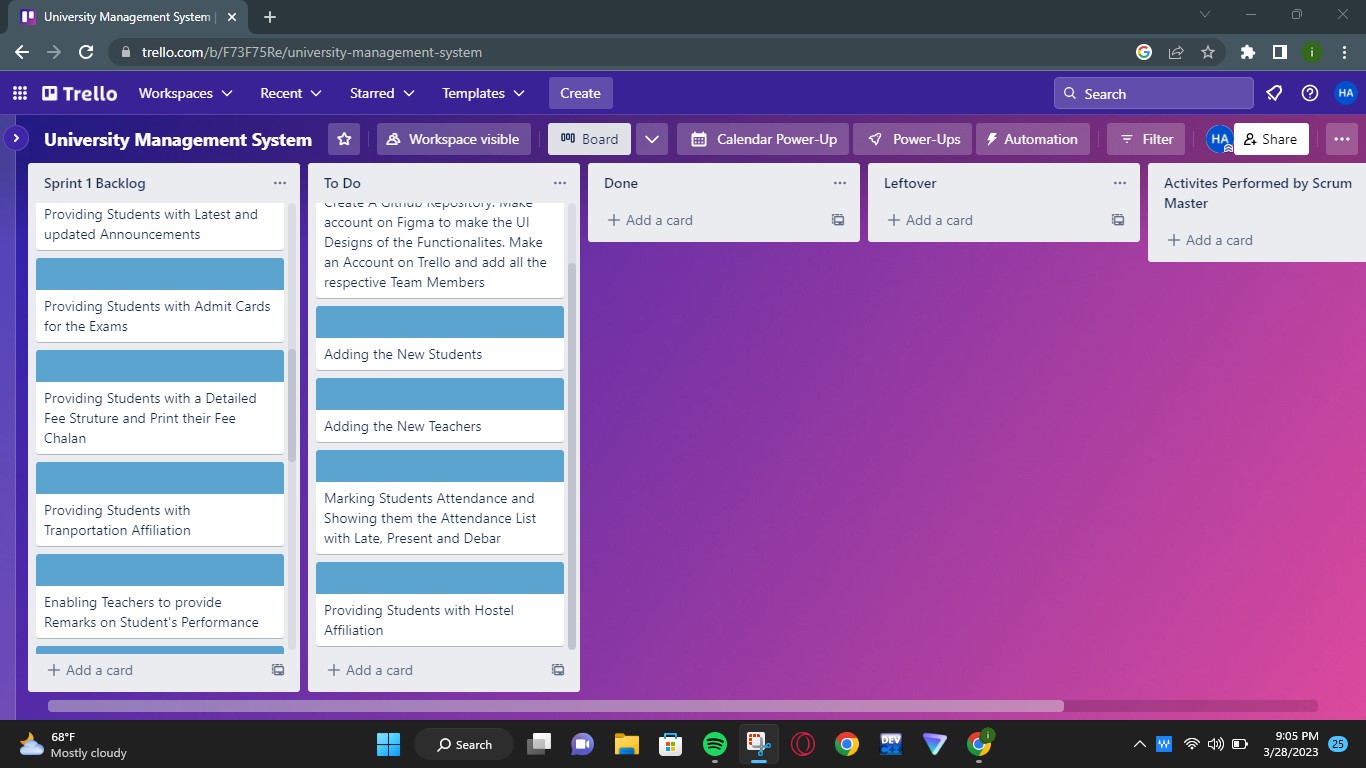 University Management System |
trello.com/b/F73F75Re/university-management-system
i
Trello
Workspaces
Recent
Starred
Templates
Create
Search
HA
University Management System
Workspace visible
Board
Calendar Power-Up
Power-Ups
Automation
Filter
HA
Share
Sprint 1 Backlog
Providing Students with Latest and
updated Announcements
Providing Students with Admit Cards
for the Exams
Providing Students with a Detailed
Fee Struture and Print their Fee
Chalan
Providing Students with
Tranportation Affiliation
Enabling Teachers to provide
Remarks on Student's Performance
Add a card
To Do
Create A Github Repository. Make
account on Figma to make the UI
Designs of the Functionalites. Make
an Account on Trello and add all the
respective Team Members
Adding the New Students
Adding the New Teachers
Marking Students Attendance and
Showing them the Attendance List
with Late, Present and Debar
Providing Students with Hostel
Affiliation
Add a card
Done
Add a card
Leftover
Add a card
Activites Performed by Scrum
Master
Add a card
68°F
Mostly cloudy
Search
DEV
i
W
9:05 PM
3/28/2023
25